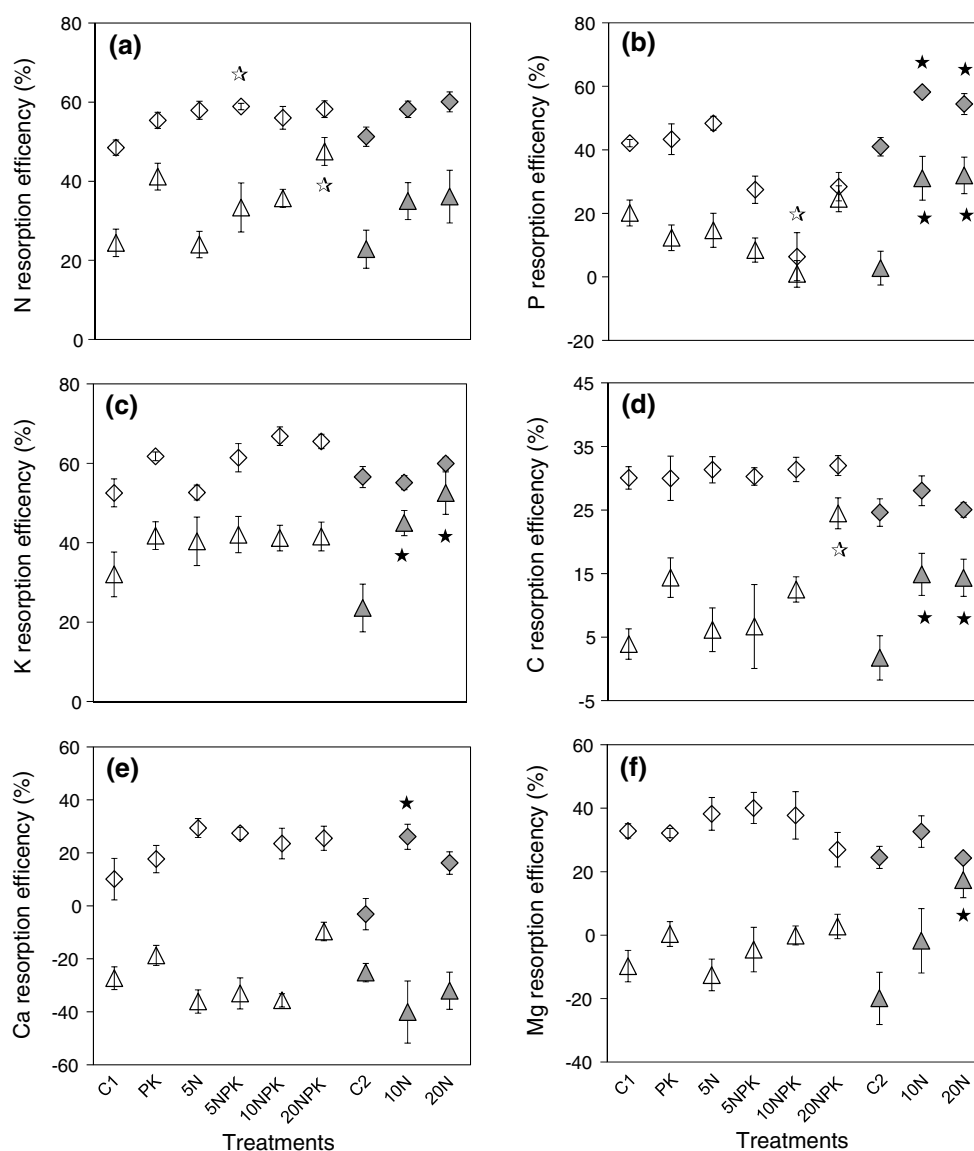 (a)
N resorption efficency (%)
80
60
40
20
0
(b)
P resorption efficency (%)
80
60
40
20
0
-20
(c)
K resorption efficency (%)
80
60
40
20
0
(d)
C resorption efficency (%)
45
35
25
15
5
-5
(e)
Ca resorption efficency (%)
60
40
20
0
-20
-40
-60
C1 PK 5N 5NPK 10NPK 20NPK C2 10N 20N
Treatments
(f)
Mg resorption efficency (%)
60
40
20
0
-20
-40
C1 PK 5N 5NPK 10NPK 20NPK C2 10N 20N
Treatments